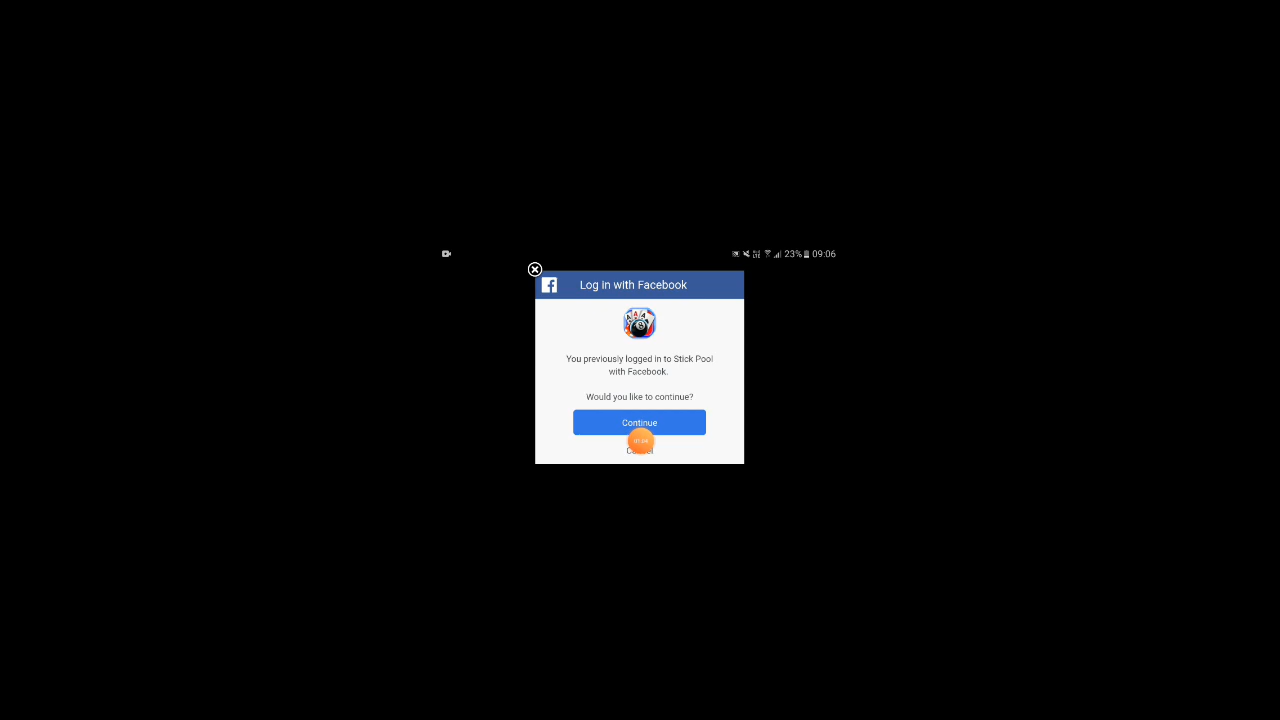 23% 09:06
Log in with Facebook
You previously logged in to Stick Pool
with Facebook.
Would you like to continue?
Continue